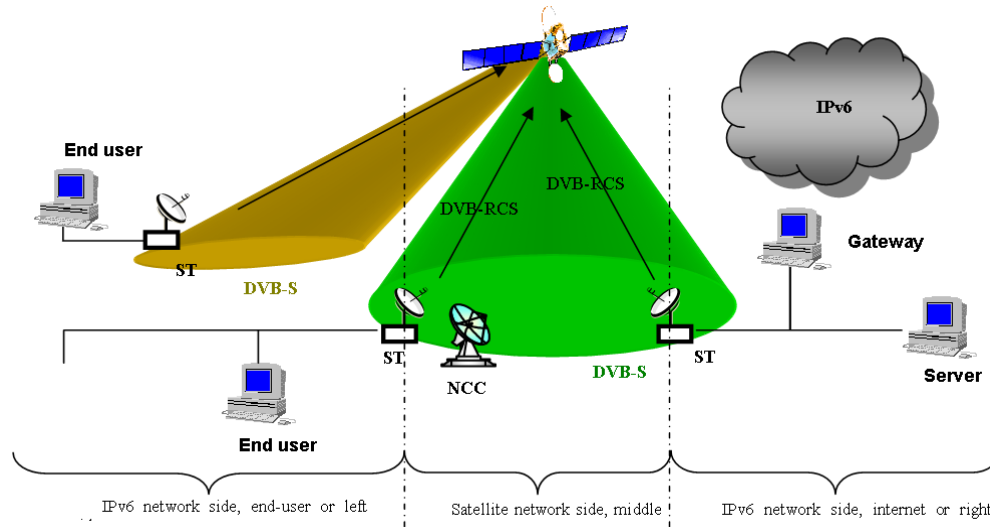 IPv6
End user
DVB-RCS
DVB-RCS
Gateway
ST
DVB-S
ST
NCC
DVB-S
ST
Server
End user
IPv6 network side, end-user or left
Satellite network side, middle
IPv6 network side, internet or right